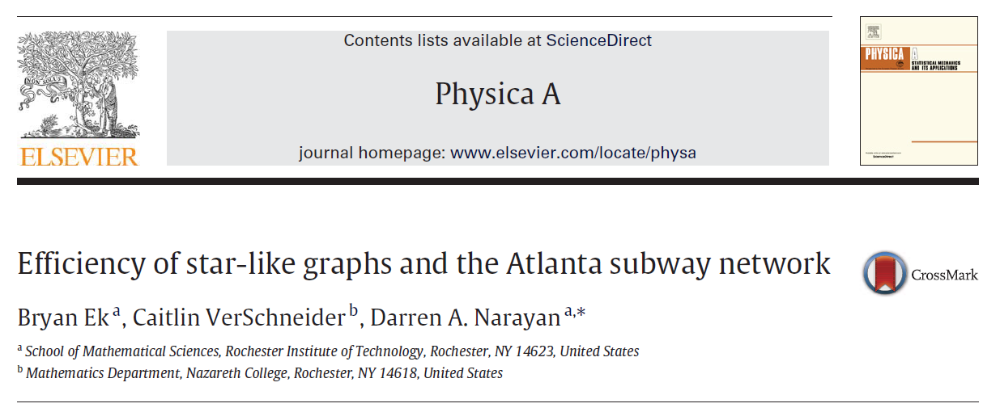 Contents lists available at ScienceDirect
Physica A
journal homepage: www.elsevier.com/locate/physa
NON SOLUS
ELSEVIER
PHYSICA A
STATISTICAL MECHANICS
AND ITS APPLICATIONS
ScienceDirect
Efficiency of star-like graphs and the Atlanta subway network
CrossMark
Bryan Ek a, Caitlin VerSchneider b, Darren A. Narayan a,*
a School of Mathematical Sciences, Rochester Institute of Technology, Rochester, NY 14623, United States
b Mathematics Department, Nazareth College, Rochester, NY 14618, United States